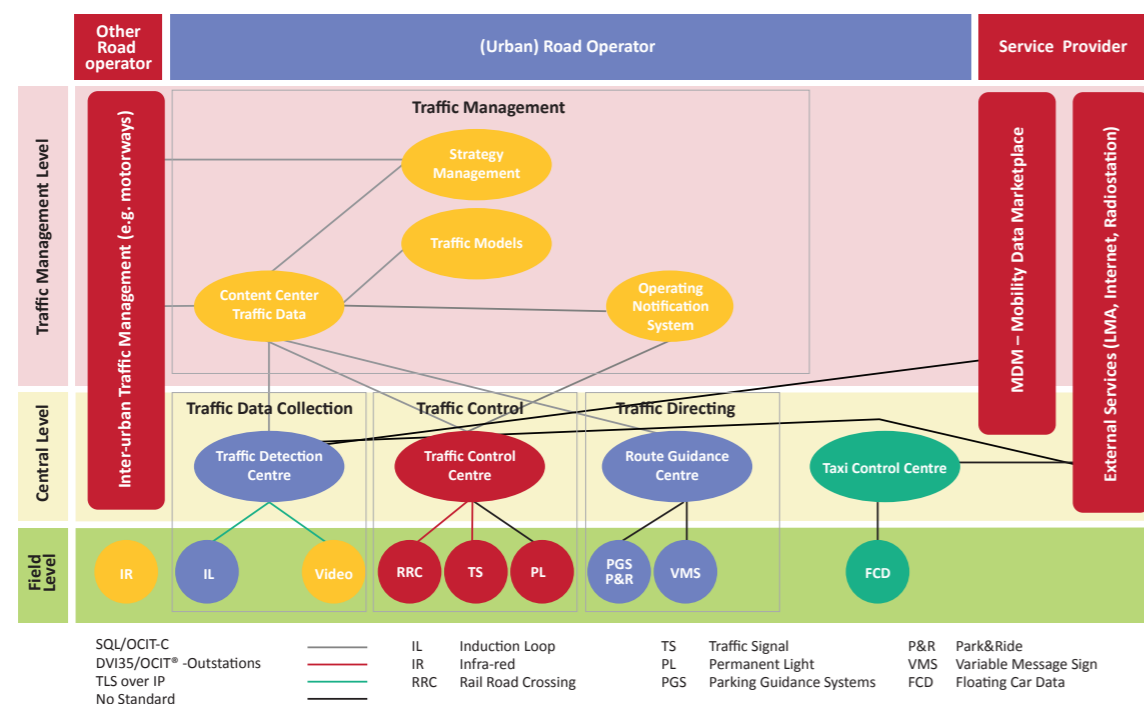 Other
Road
operator
(Urban) Road Operator
Service Provider
Traffic Management Level
Inter-urban Traffic Management (e.g. motorways)
Traffic Management
Strategy
Management
Traffic Models
Content Center
Traffic Data
Operating
Notification
System
MDM – Mobility Data Marketplace
External Services (LMA, Internet, Radiostation)
Central Level
Traffic Data Collection
Traffic Control
Traffic Directing
Traffic Detection
Centre
Traffic Control
Centre
Route Guidance
Centre
Taxi Control Centre
Field
Level
IR
IL
Video
RRC
TS
PL
PGS
P&R
VMS
FCD
SQL/OCIT-C
DVI35/OCIT® -Outstations
TLS over IP
No Standard
IL Induction Loop
IR Infra-red
RRC Rail Road Crossing
TS Traffic Signal
PL Permanent Light
PGS Parking Guidance Systems
P&R Park&Ride
VMS Variable Message Sign
FCD Floating Car Data